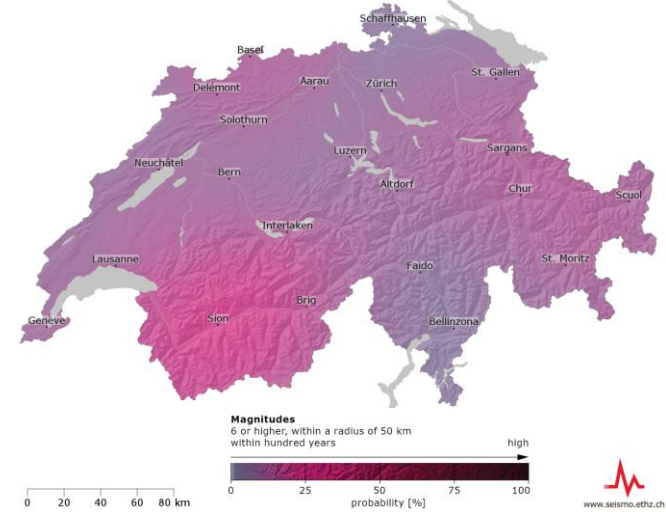 Schaffhausen
Basel
St. Gallen
Delémont
Aarau
Zürich
Solothurn
Neuchâtel
Luzern
Sargans
Bern
Altdorf
Chur
Scuol
Interlaken
Lausanne
Faido
St. Moritz
Brig
Genève
Sion
Bellinzona
Magnitudes
6 or higher, within a radius of 50 km
within hundred years high
0 25 50 75 100
probability [%]
0 20 40 60 80 km
www.seismo.ethz.ch